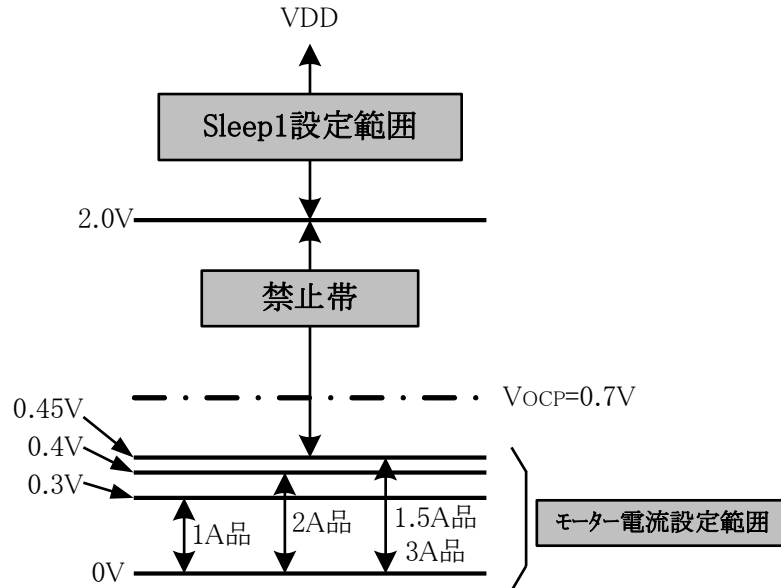 VDD
Sleep1設定範囲
2.0V
禁止帯
VOCP=0.7V
0.45V
0.4V
0.3V
1A品
2A品
1.5A品
3A品
モーター電流設定範囲
0V